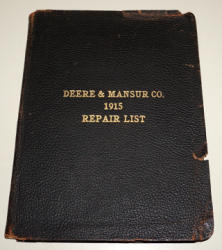 DEERE & MANSUR CO.
1915
REPAIR LIST